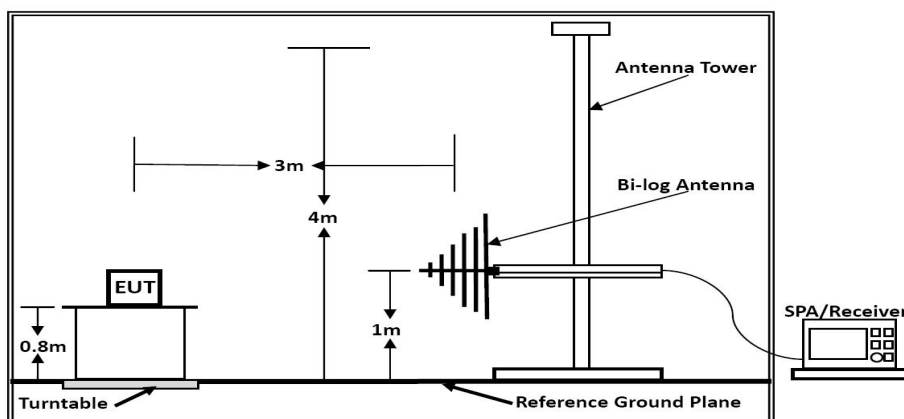 Antenna Tower
3m
Bi-log Antenna
4m
EUT
SPA/Receiver
1m
0.8m
Turntable
Reference Ground Plane